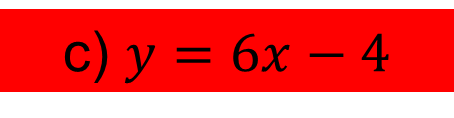 c) y = 6x − 4